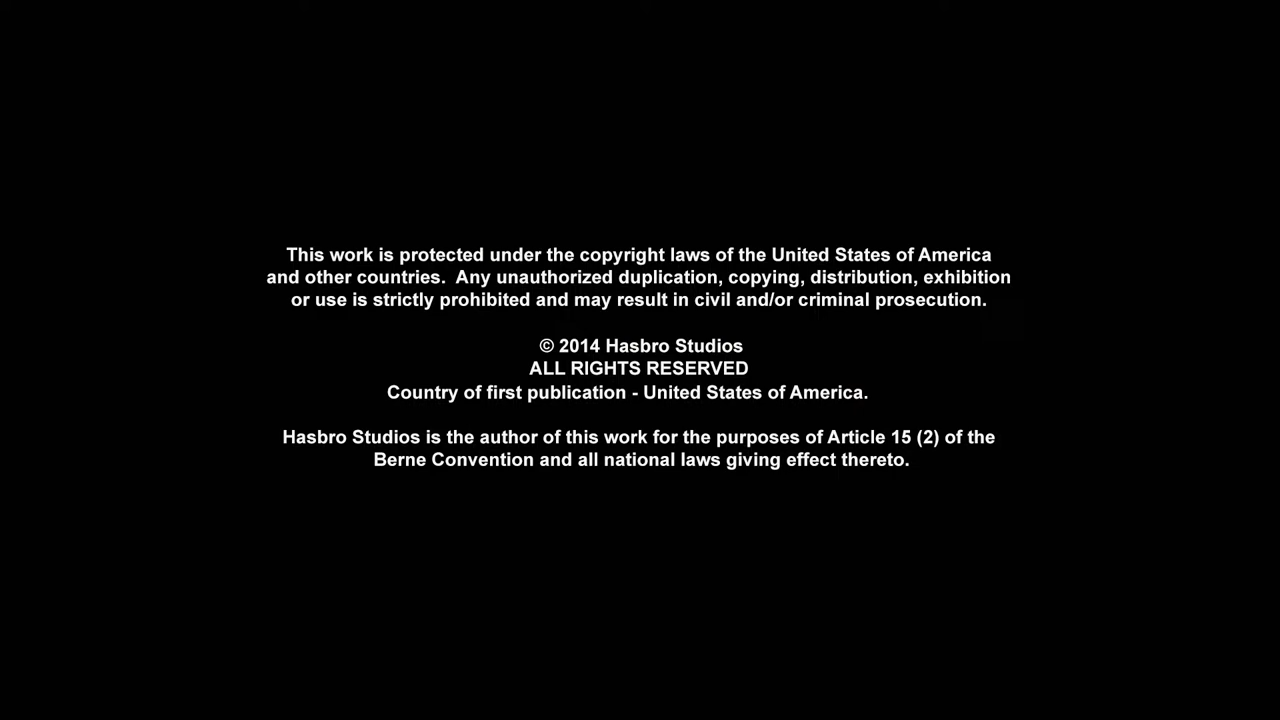 This work is protected under the copyright laws of the United States of America
and other countries.  Any unauthorized duplication, copying, distribution, exhibition
or use is strictly prohibited and may result in civil and/or criminal prosecution.
© 2014 Hasbro Studios
ALL RIGHTS RESERVED
Country of first publication - United States of America.
Hasbro Studios is the author of this work for the purposes of Article 15 (2) of the
Berne Convention and all national laws giving effect thereto.